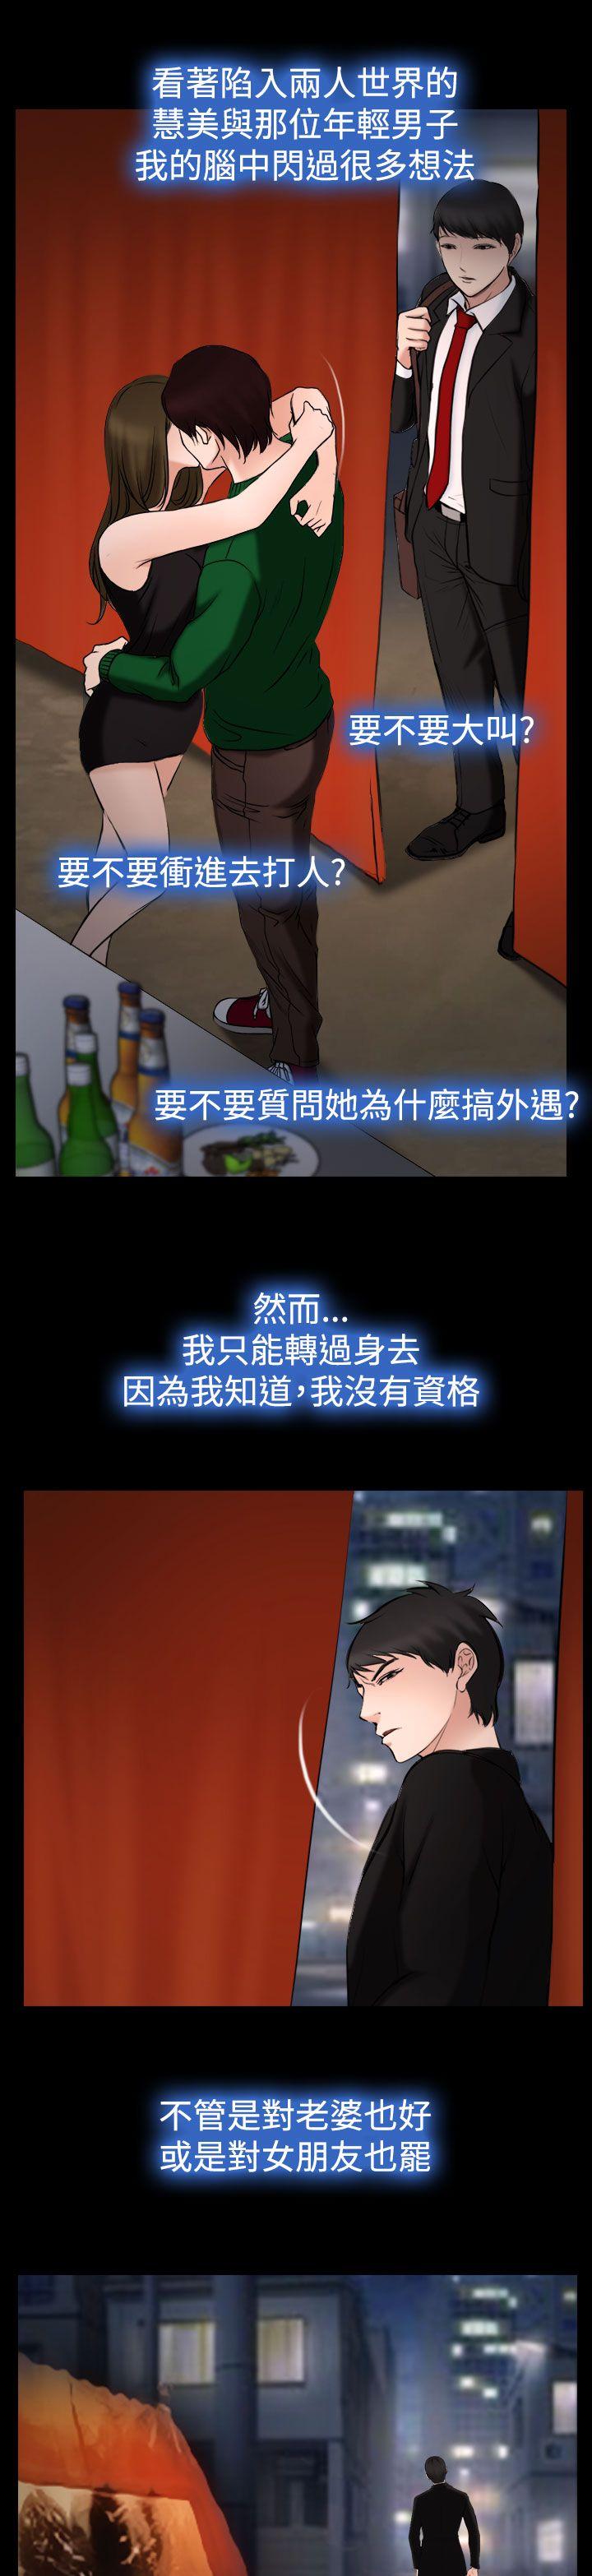 看著陷入兩人世界的
慧美與那位年輕男子
我的腦中閃過很多想法
要不要大叫?
要不要衝進去打人?
要不要質問她為什麼搞外遇?
然而...
我只能轉過身去
因為我知道，我沒有資格
不管是對老婆也好
或是對女朋友也罷